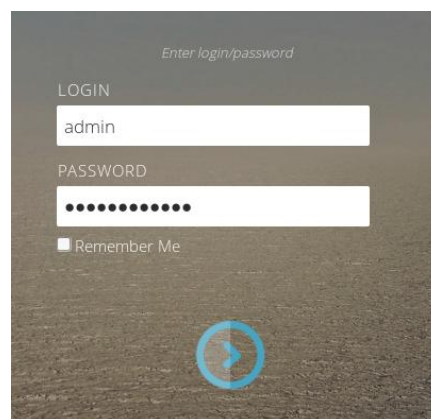 Enter login/password
LOGIN
admin
PASSWORD
••••••••••••
Remember Me